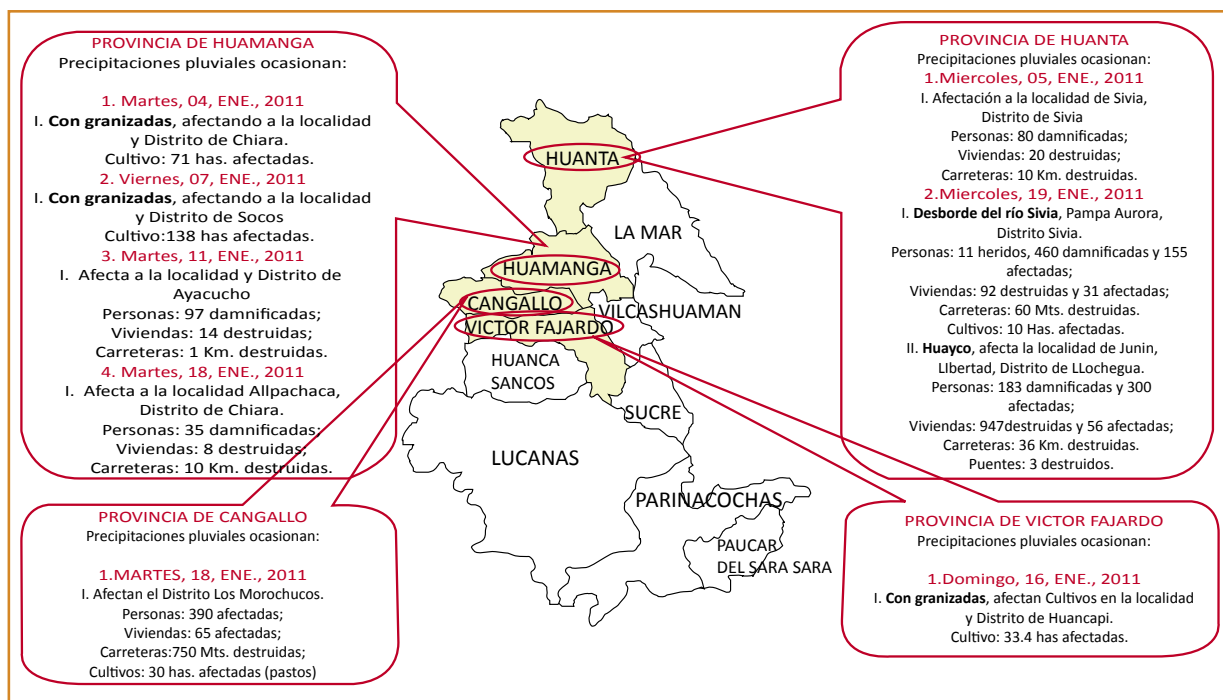 PROVINCIA DE HUAMANGA
Precipitaciones pluviales ocasionan:
1. Martes, 04, ENE., 2011
I. Con granizadas, afectando a la localidad
y Distrito de Chiara.
Cultivo: 71 has. afectadas.
2. Viernes, 07, ENE., 2011
I. Con granizadas, afectando a la localidad
y Distrito de Socos
Cultivo:138 has afectadas.
3. Martes, 11, ENE., 2011
I. Afecta a la localidad y Distrito de
Ayacucho
Personas: 97 damnificadas;
Viviendas: 14 destruidas;
Carreteras: 1 Km. destruidas.
4. Martes, 18, ENE., 2011
I. Afecta a la localidad Allpachaca,
Distrito de Chiara.
Personas: 35 damnificadas;
Viviendas: 8 destruidas;
Carreteras: 10 Km. destruidas.
PROVINCIA DE CANGALLO
Precipitaciones pluviales ocasionan:
1.MARTES, 18, ENE., 2011
I. Afectan el Distrito Los Morochucos.
Personas: 390 afectadas;
Viviendas: 65 afectadas;
Carreteras:750 Mts. destruidas;
Cultivos: 30 has. afectadas (pastos)
HUANTA
LA MAR
HUAMANGA
CANGALLO
VILCASHUAMAN
VICTOR FAJARDO
HUANCA
SANCOS
SUCRE
LUCANAS
PARINACOCHAS
PAUCAR
DEL SARA SARA
PROVINCIA DE HUANTA
Precipitaciones pluviales ocasionan:
1.Miercoles, 05, ENE., 2011
I. Afectación a la localidad de Sivia,
Distrito de Sivia
Personas: 80 damnificadas;
Viviendas: 20 destruidas;
Carreteras: 10 Km. destruidas.
2.Miercoles, 19, ENE., 2011
I. Desborde del río Sivia, Pampa Aurora,
Distrito Sivia.
Personas: 11 heridos, 460 damnificadas y 155
afectadas;
Viviendas: 92 destruidas y 31 afectadas;
Carreteras: 60 Mts. destruidas.
Cultivos: 10 Has. afectadas.
II. Huayco, afecta la localidad de Junin,
LIbertad, Distrito de LLochegua.
Personas: 183 damnificadas y 300
afectadas;
Viviendas: 947destruidas y 56 afectadas;
Carreteras: 36 Km. destruidas.
Puentes: 3 destruidos.
PROVINCIA DE VICTOR FAJARDO
Precipitaciones pluviales ocasionan:
1.Domingo, 16, ENE., 2011
I. Con granizadas, afectan Cultivos en la localidad
y Distrito de Huancapi.
Cultivo: 33.4 has afectadas.